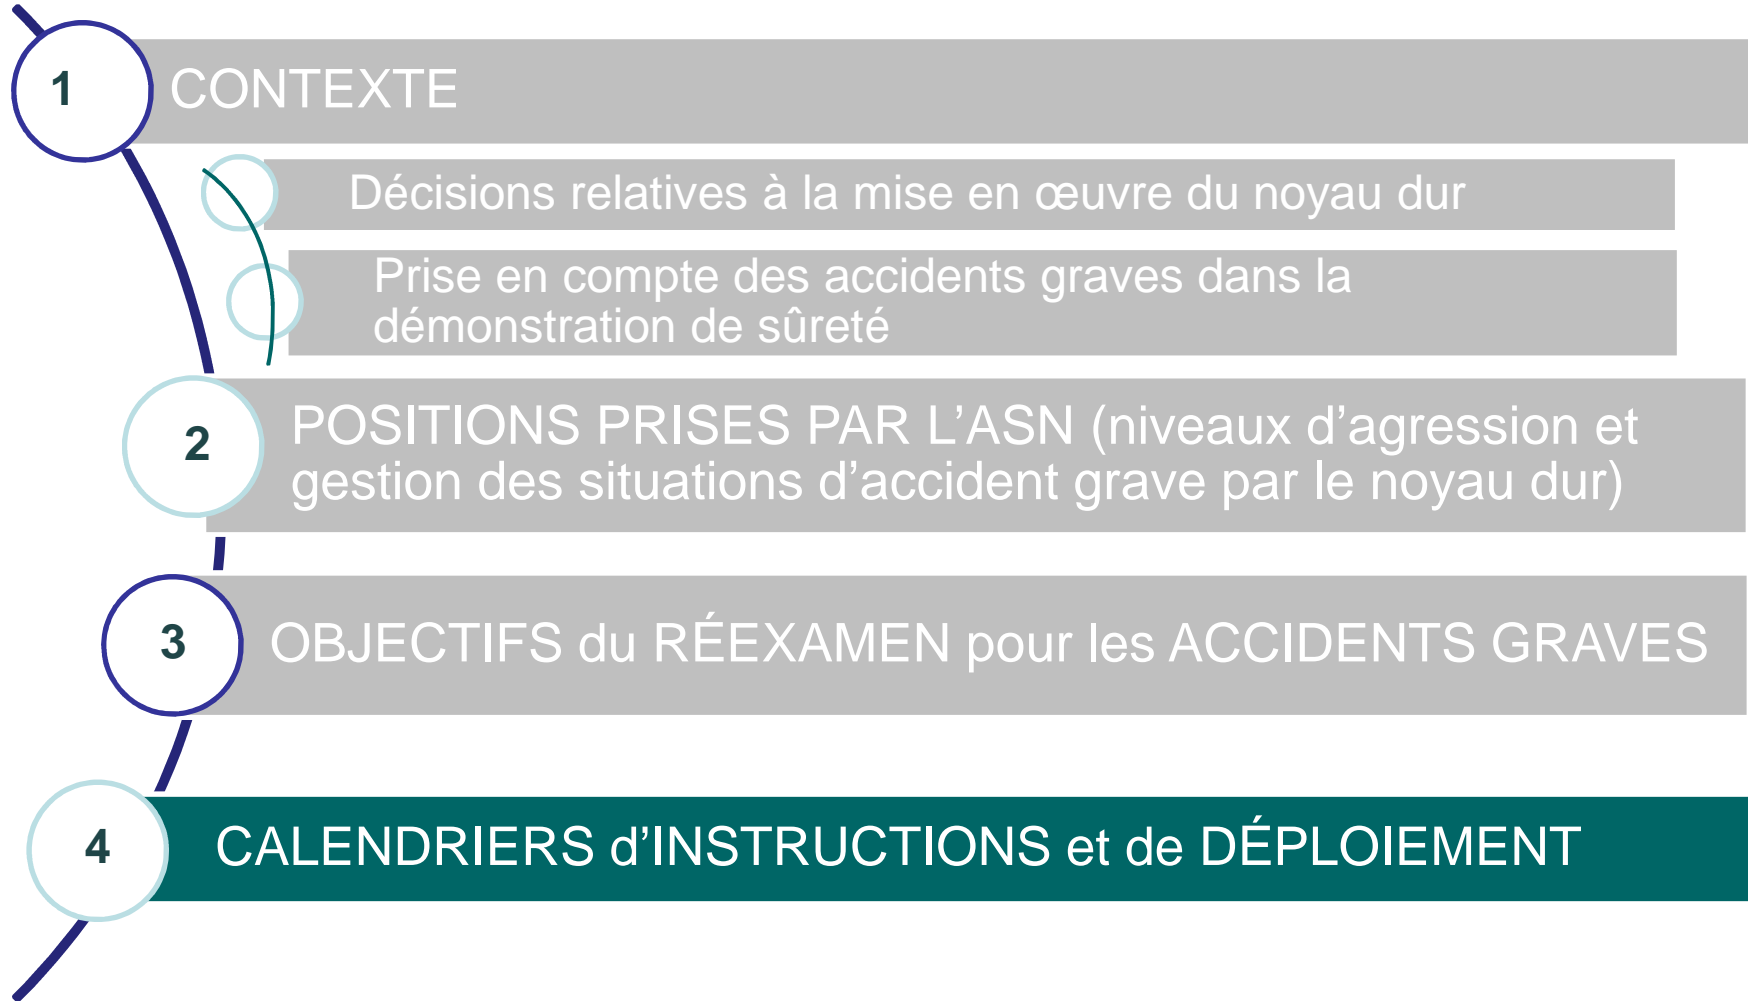 1
CONTEXTE
Décisions relatives à la mise en œuvre du noyau dur
Prise en compte des accidents graves dans la
démonstration de sûreté
2
POSITIONS PRISES PAR L’ASN (niveaux d’agression et
gestion des situations d’accident grave par le noyau dur)
3
OBJECTIFS du RÉEXAMEN pour les ACCIDENTS GRAVES
4
CALENDRIERS d’INSTRUCTIONS et de DÉPLOIEMENT